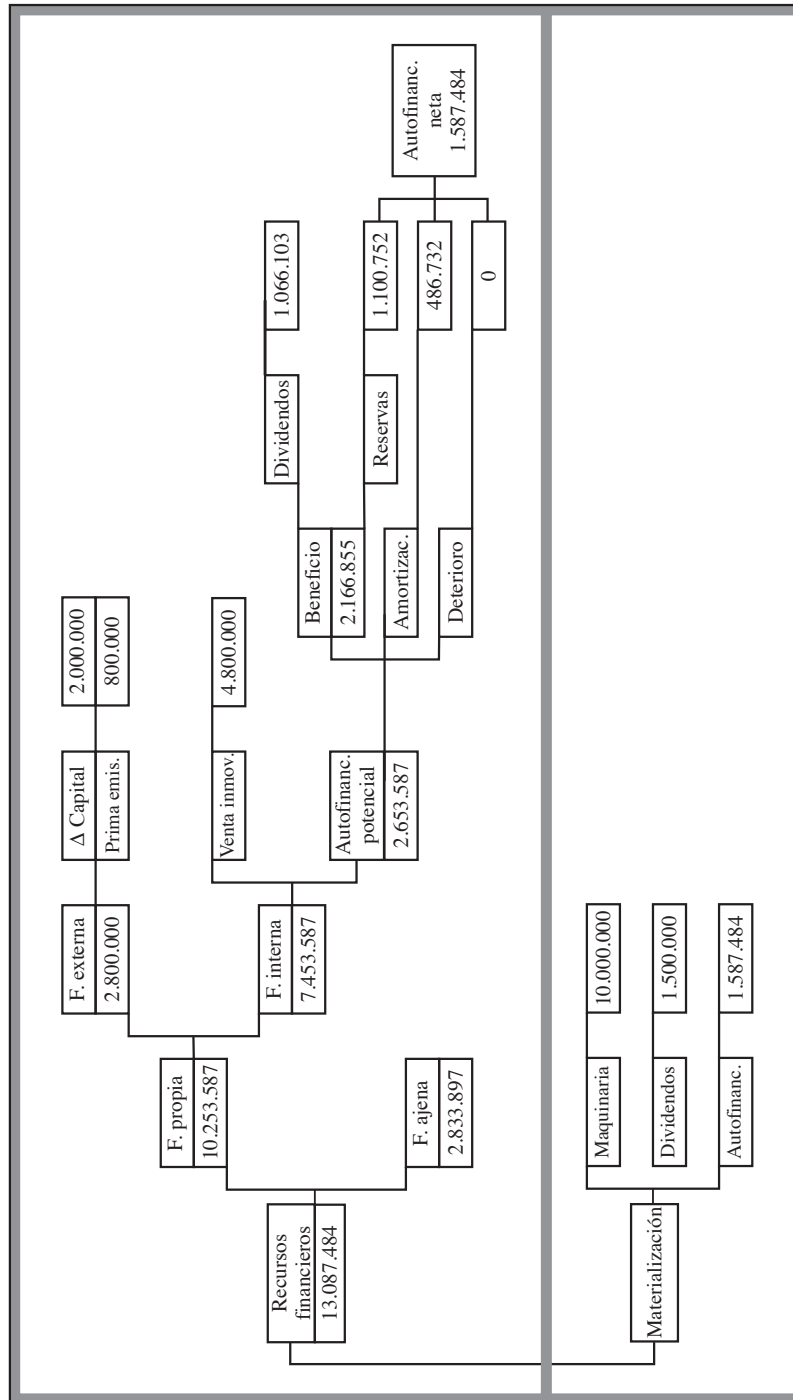 Recursos
financieros
13.087.484
F. propia
10.253.587
F. ajena
2.833.897
F. externa
2.800.000
F. interna
7.453.587
Δ Capital
Prima emis.
2.000.000
800.000
Venta inmov.
4.800.000
Autofinanc.
potencial
2.653.587
Beneficio
2.166.855
Amortizac.
Deterioro
Dividendos
1.066.103
Reservas
1.100.752
486.732
0
Autofinanc.
neta
1.587.484
Materialización
Maquinaria
10.000.000
Dividendos
1.500.000
Autofinanc.
1.587.484